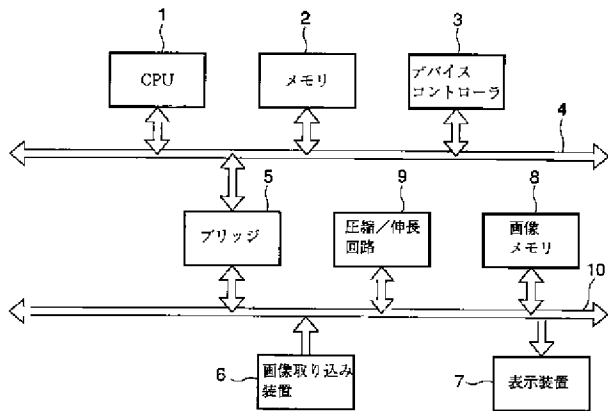 1
2
3
CPU
メモリ
デバイス
コントローラ
4
5
9
8
ブリッジ
圧縮／伸長
回路
画像
メモリ
10
6
画像取り込み
装置
7
表示装置